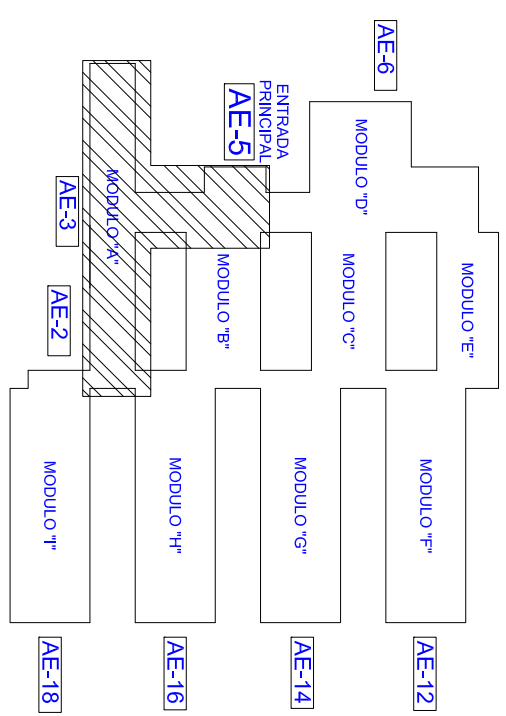 AE-6
ENTRADA
PRINCIPAL
AE-5
MODULO "D"
MODULO "A"
AE-3
AE-2
MODULO "B"
MODULO "C"
MODULO "E"
MODULO "I"
MODULO "H"
MODULO "G"
MODULO "F"
AE-18
AE-16
AE-14
AE-12